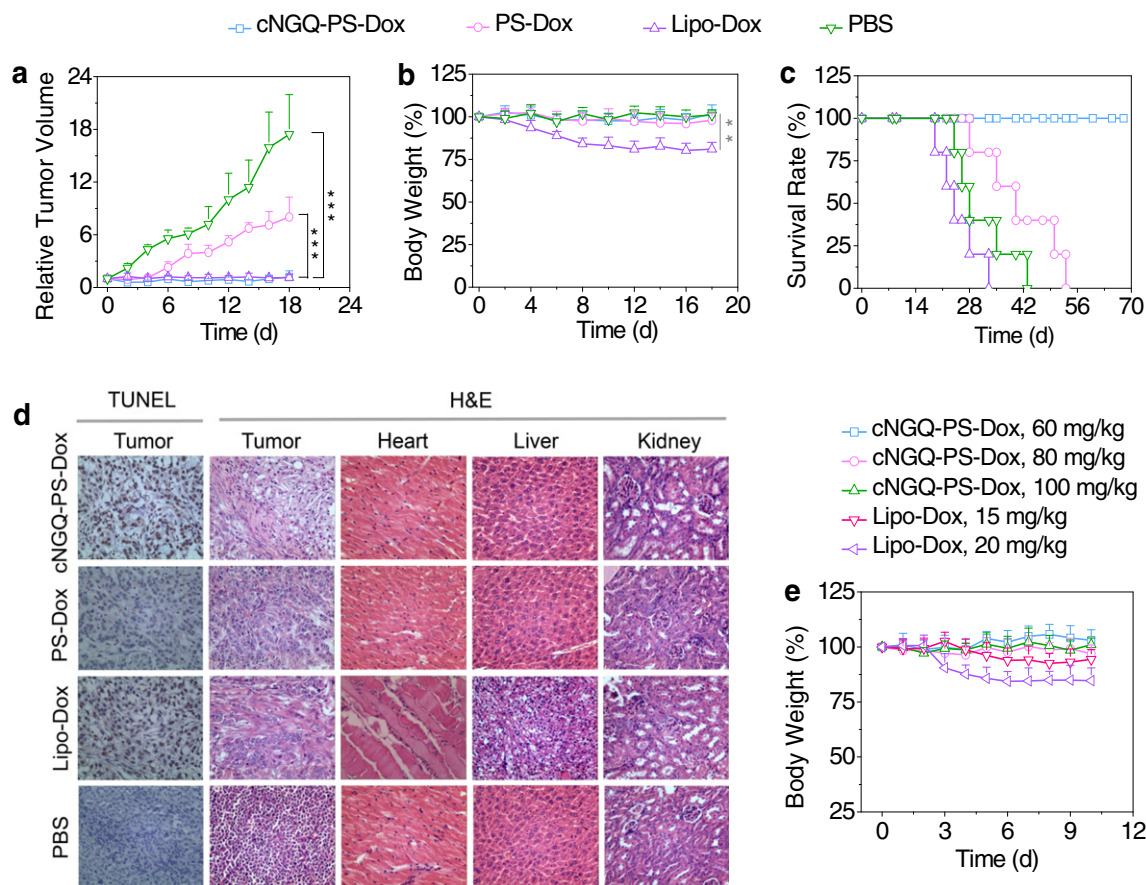 cNGQ-PS-Dox PS-Dox Lipo-Dox PBS
a
24
18
12
6
0
Relative Tumor Volume
0 6 12 18 24
Time (d)
***
***
b
125
100
75
50
25
0
Body Weight (%)
0 4 8 12 16 20
Time (d)
**
c
125
100
75
50
25
0
Survival Rate (%)
0 14 28 42 56 70
Time (d)
d
TUNEL H&E
Tumor Tumor Heart Liver Kidney
cNGQ-PS-Dox
PS-Dox
Lipo-Dox
PBS
cNGQ-PS-Dox, 60 mg/kg
cNGQ-PS-Dox, 80 mg/kg
cNGQ-PS-Dox, 100 mg/kg
Lipo-Dox, 15 mg/kg
Lipo-Dox, 20 mg/kg
e
125
100
75
50
25
Body Weight (%)
0 3 6 9 12
Time (d)